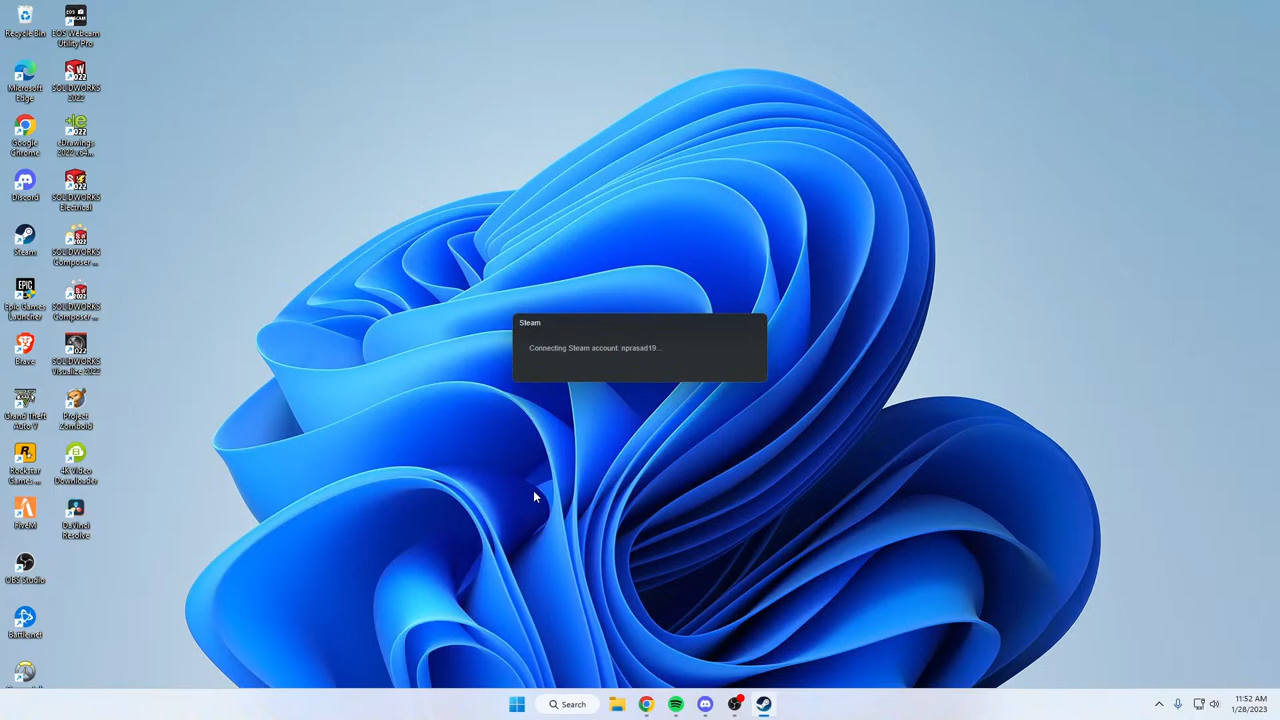 Recycle Bin
EOS Webcam
Utility Pro
Microsoft
Edge
SOLIDWORKS
2022
Google
Chrome
eDrawings
2022 x64...
Discord
SOLIDWORKS
Electrical
Steam
SOLIDWORKS
Composer ...
Epic Games
Launcher
SOLIDWORKS
Composer ...
Brave
SOLIDWORKS
Visualize 2022
Grand Theft
Auto V
Project
Zomboid
Rockstar
Games ...
4K Video
Downloader
FiveM
DaVinci
Resolve
OBS Studio
Battle.net
Steam
Connecting Steam account: nprasad19...
Search
11:52 AM
1/28/2023